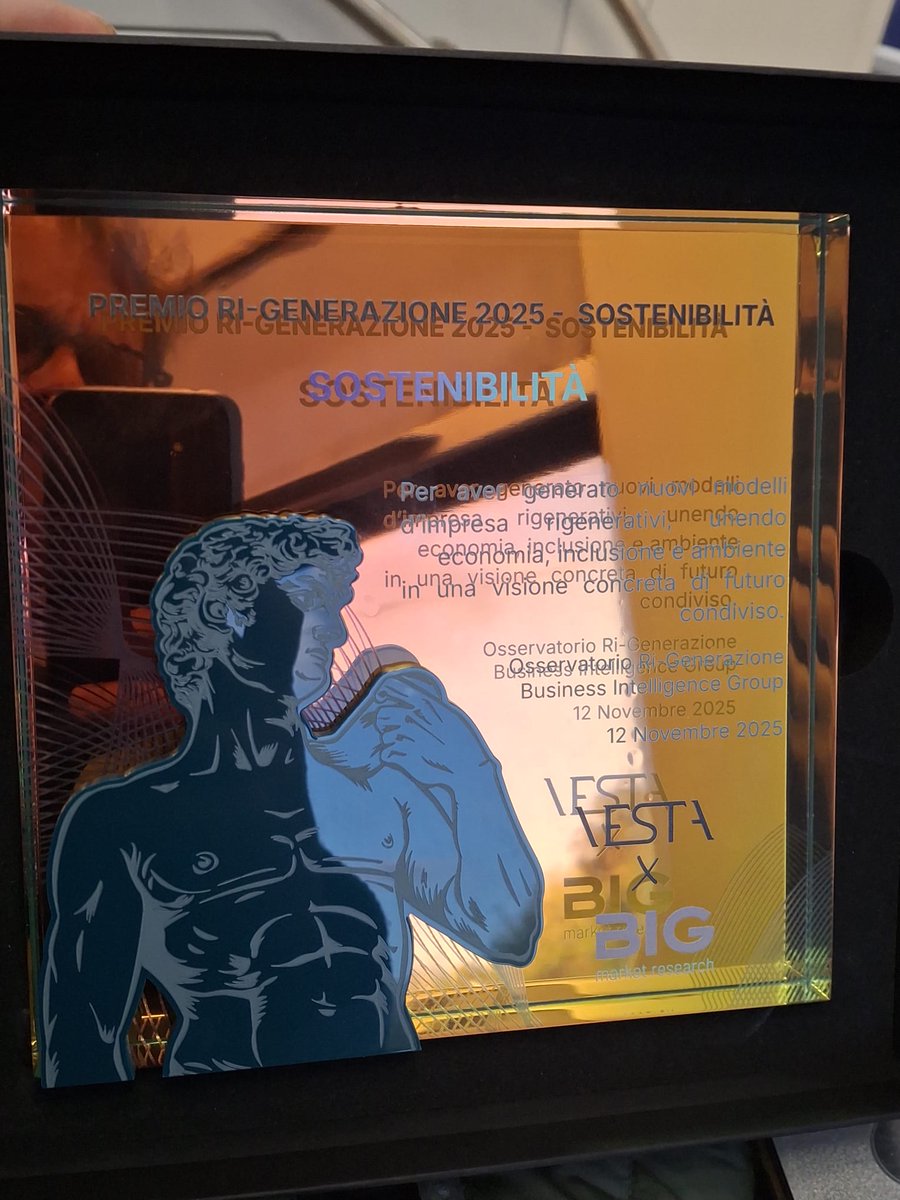 PREMIO RI-GENERAZIONE 2025 - SOSTENIBILITÀ
SOSTENIBILITÀ
Per aver generato nuovi modelli
d'impresa rigenerativi, unendo
economia, inclusione e ambiente
in una visione concreta di futuro
condiviso.
Osservatorio Ri-Generazione
Business Intelligence Group
12 Novembre 2025
VESTA
X
BIG
market research